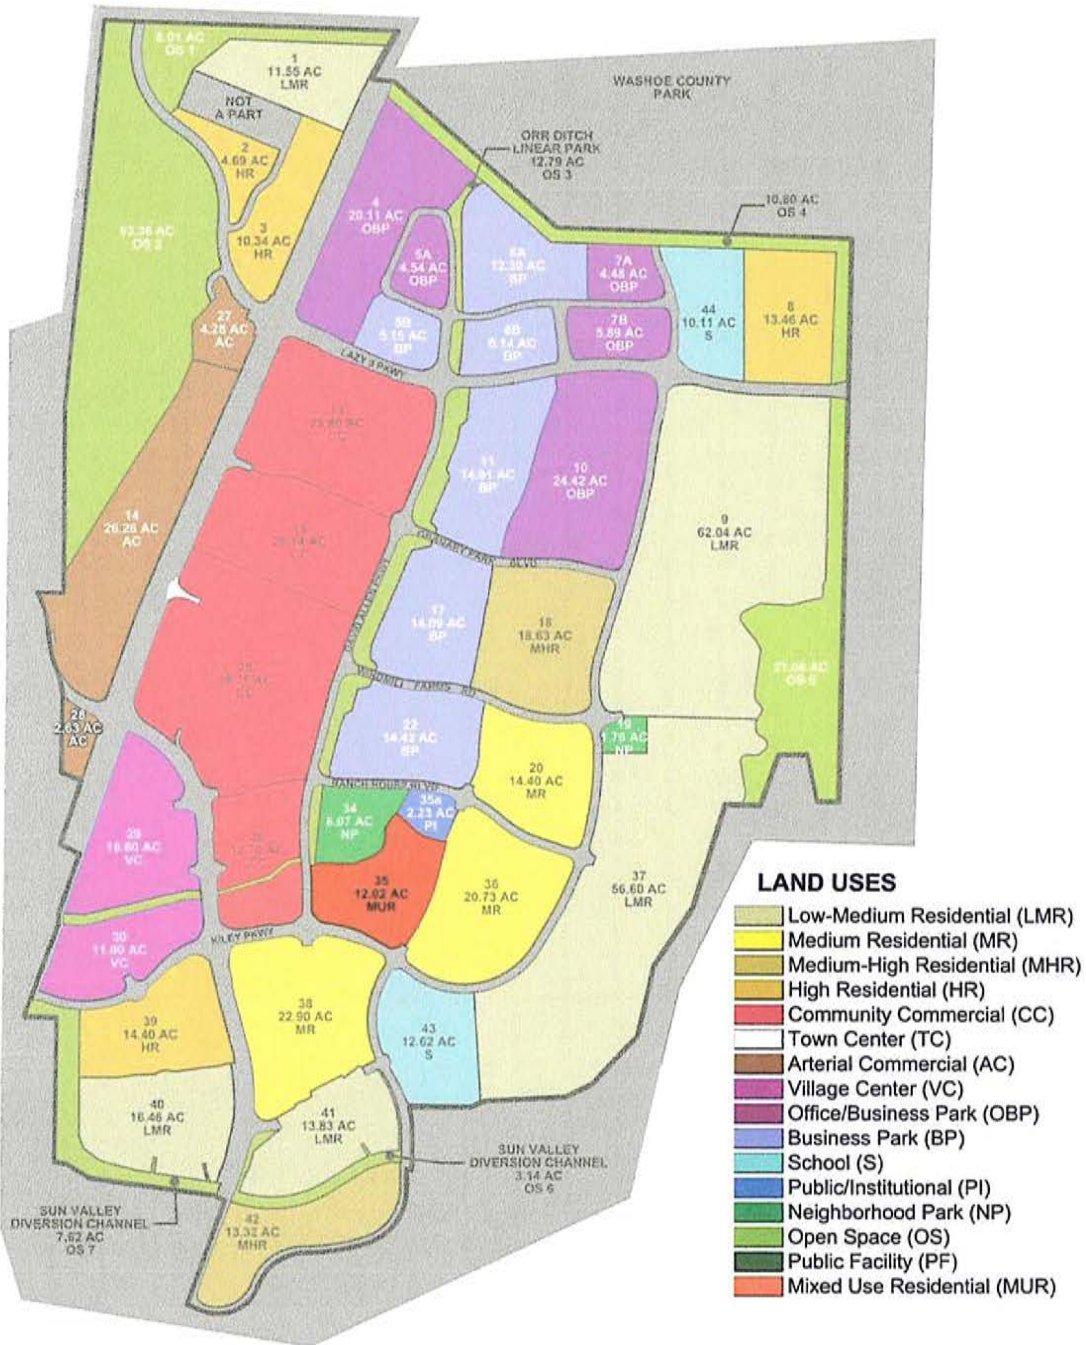 8.01 AC
OS 1
1
11.55 AC
LMR
NOT
A PART
2
4.69 AC
HR
3
10.34 AC
HR
93.36 AC
OS 2
WASHOE COUNTY
PARK
ORR DITCH
LINEAR PARK
12.79 AC
OS 3
10.80 AC
OS 4
4
20.11 AC
OBP
5A
4.54 AC
OBP
6A
12.30 AC
BP
7A
4.48 AC
OBP
44
10.11 AC
S
8
13.46 AC
HR
27
4.28 AC
AC
5B
5.15 AC
BP
6B
6.14 AC
BP
7B
5.89 AC
OBP
LAZY 5 PKWY
11
14.91 AC
BP
10
24.42 AC
OBP
9
62.04 AC
LMR
14
26.26 AC
AC
GRANARY PARK BLVD
17
14.09 AC
BP
18
18.63 AC
MHR
OS 5
WINDMILL FARMS RD
28
2.63 AC
AC
22
14.42 AC
BP
19
1.76 AC
NP
20
14.40 AC
MR
RANCH HOUSE BLVD
34
6.07 AC
NP
35a
2.23 AC
PI
29
16.60 AC
VC
35
12.02 AC
MUR
36
20.73 AC
MR
37
56.60 AC
LMR
30
11.00 AC
VC
KILEY PKWY
39
14.40 AC
HR
38
22.90 AC
MR
43
12.62 AC
S
40
16.46 AC
LMR
41
13.83 AC
LMR
SUN VALLEY
DIVERSION CHANNEL
3.14 AC
OS 6
SUN VALLEY
DIVERSION CHANNEL
7.62 AC
OS 7
42
13.32 AC
MHR
LAND USES
Low-Medium Residential (LMR)
Medium Residential (MR)
Medium-High Residential (MHR)
High Residential (HR)
Community Commercial (CC)
Town Center (TC)
Arterial Commercial (AC)
Village Center (VC)
Office/Business Park (OBP)
Business Park (BP)
School (S)
Public/Institutional (PI)
Neighborhood Park (NP)
Open Space (OS)
Public Facility (PF)
Mixed Use Residential (MUR)